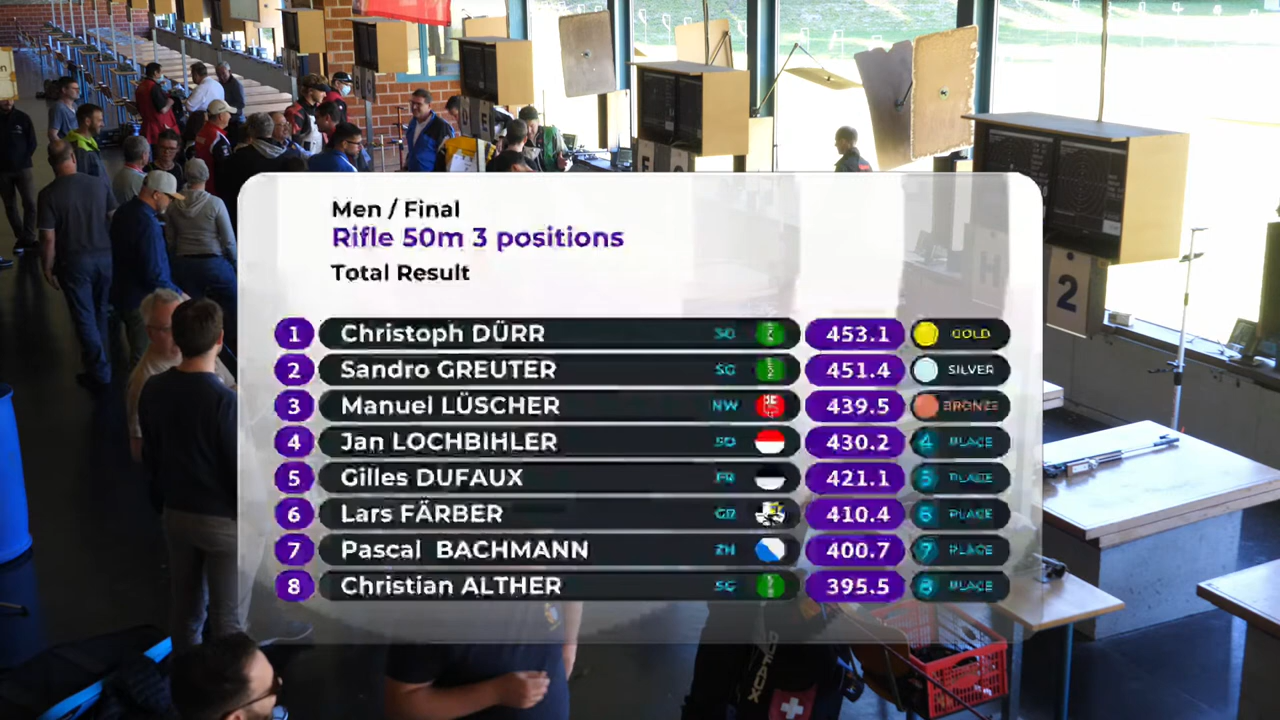 Men / Final
Rifle 50m 3 positions
Total Result
1 Christoph DÜRR SG 453.1 GOLD
2 Sandro GREUTER SG 451.4 SILVER
3 Manuel LÜSCHER NW 439.5 BRONZE
4 Jan LOCHBIHLER SO 430.2 4 PLACE
5 Gilles DUFAUX FR 421.1 5 PLACE
6 Lars FÄRBER GR 410.4 6 PLACE
7 Pascal BACHMANN ZH 400.7 7 PLACE
8 Christian ALTHER SG 395.5 8 PLACE
2
H